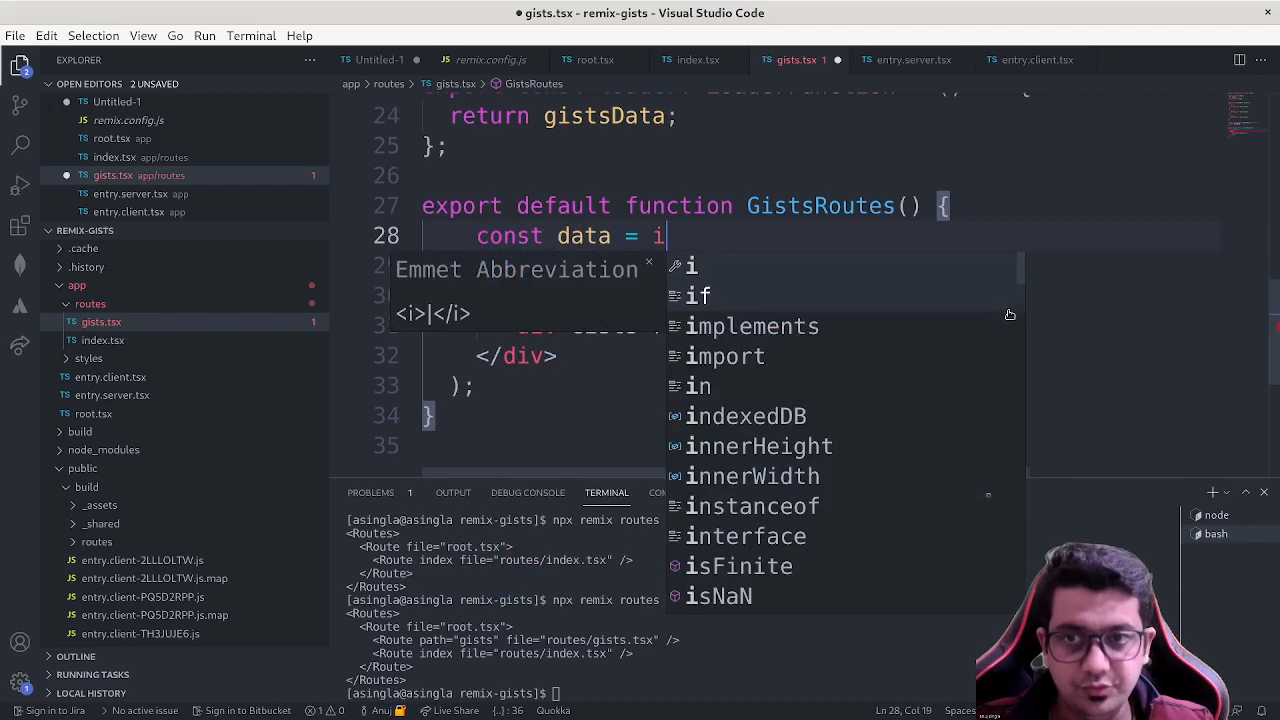 gists.tsx - remix-gists - Visual Studio Code
File Edit Selection View Go Run Terminal Help
EXPLORER
OPEN EDITORS 2 UNSAVED
Untitled-1
remix.config.js
root.tsx app
index.tsx app/routes
gists.tsx app/routes 1
entry.server.tsx app
entry.client.tsx app
REMIX-GISTS
.cache
.history
app
routes
gists.tsx 1
index.tsx
styles
entry.client.tsx
entry.server.tsx
root.tsx
build
node_modules
public
build
_assets
_shared
routes
entry.client-2LLLOLTW.js
entry.client-2LLLOLTW.js.map
entry.client-PQ5D2RPP.js
entry.client-PQ5D2RPP.js.map
entry.client-TH3JUJE6.js
OUTLINE
RUNNING TASKS
LOCAL HISTORY
Untitled-1 remix.config.js root.tsx index.tsx gists.tsx 1 entry.server.tsx entry.client.tsx
app > routes > gists.tsx > GistsRoutes
24 return gistsData;
25 };
26
27 export default function GistsRoutes() {
28 const data = i
Emmet Abbreviation
<i>|</i>
i
if
implements
import
in
indexedDB
innerHeight
innerWidth
instanceof
interface
isFinite
isNaN
32 </div>
33 );
34 }
35
PROBLEMS 1 OUTPUT DEBUG CONSOLE TERMINAL
[asingla@asingla remix-gists]$ npx remix routes
<Routes>
<Route file="root.tsx">
<Route index file="routes/index.tsx" />
</Route>
</Routes>
[asingla@asingla remix-gists]$ npx remix routes
<Routes>
<Route file="root.tsx">
<Route path="gists" file="routes/gists.tsx" />
<Route index file="routes/index.tsx" />
</Route>
</Routes>
[asingla@asingla remix-gists]$
node
bash
Sign in to Jira No active issue Sign in to Bitbucket 1 0 Anuj Live Share {..} : 36 Quokka Ln 28, Col 19 Spaces